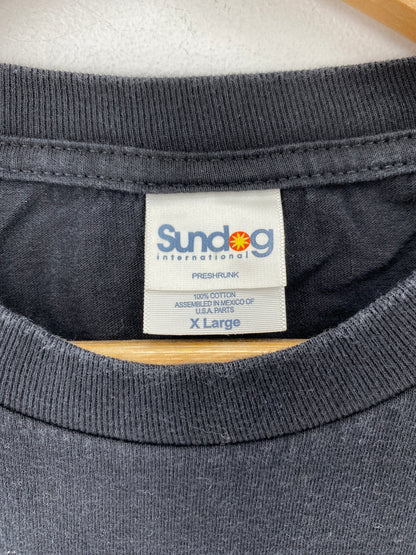 Sundog
international
PRESHRUNK
100% COTTON
ASSEMBLED IN MEXICO OF
U.S.A. PARTS
X Large